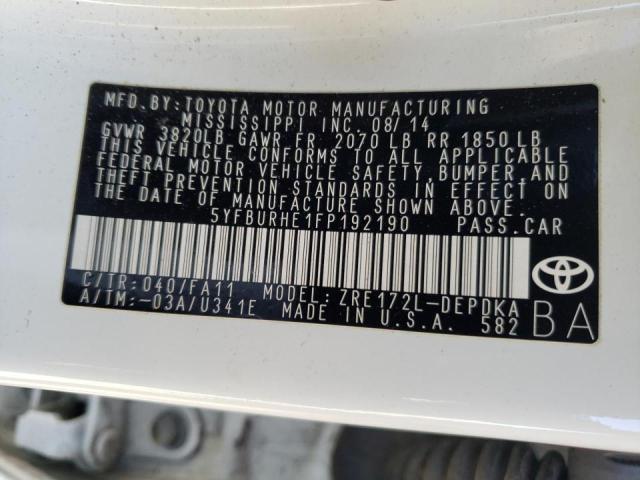 MFD.BY:TOYOTA MOTOR MANUFACTURING
MISSISSIPPI INC. 08/14
GVWR 3820LB GAWR FR 2070 LB RR 1850 LB
THIS VEHICLE CONFORMS TO ALL APPLICABLE
FEDERAL MOTOR VEHICLE SAFETY, BUMPER, AND
THEFT PREVENTION STANDARDS IN EFFECT ON
THE DATE OF MANUFACTURE SHOWN ABOVE.
5YFBURHE1FP192190 PASS.CAR
C/TR: 040/FA11 MODEL: ZRE172L-DEPDKA
A/TM:-03A/U341E MADE IN U.S.A. 582
BA